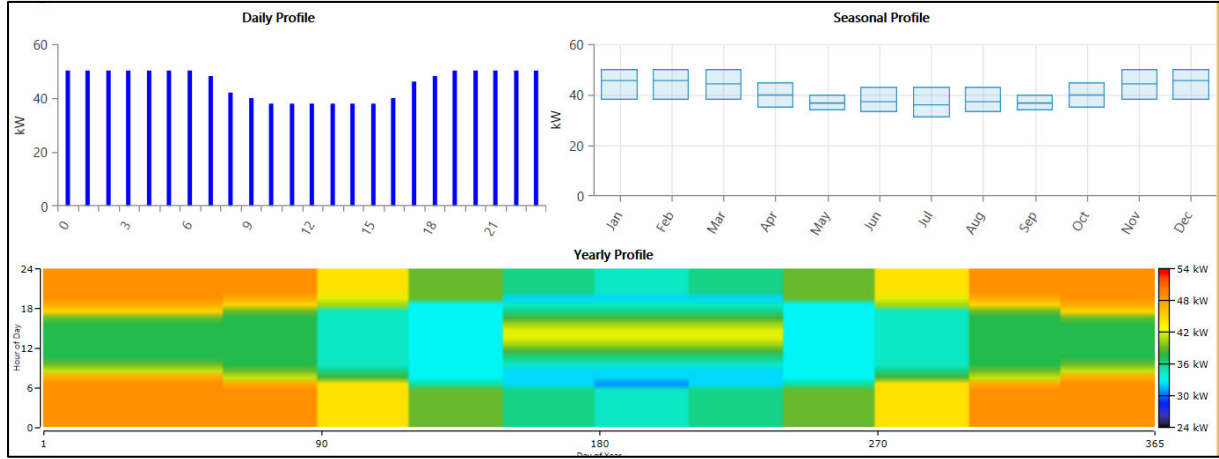 Daily Profile
60
40
20
0
kW
0
3
6
9
12
15
18
21
Seasonal Profile
60
40
20
0
kW
Jan
Feb
Mar
Apr
May
Jun
Jul
Aug
Sep
Oct
Nov
Dec
Yearly Profile
24
18
12
6
0
Hour of Day
1
90
180
270
365
Day of Year
54 kW
48 kW
42 kW
36 kW
30 kW
24 kW